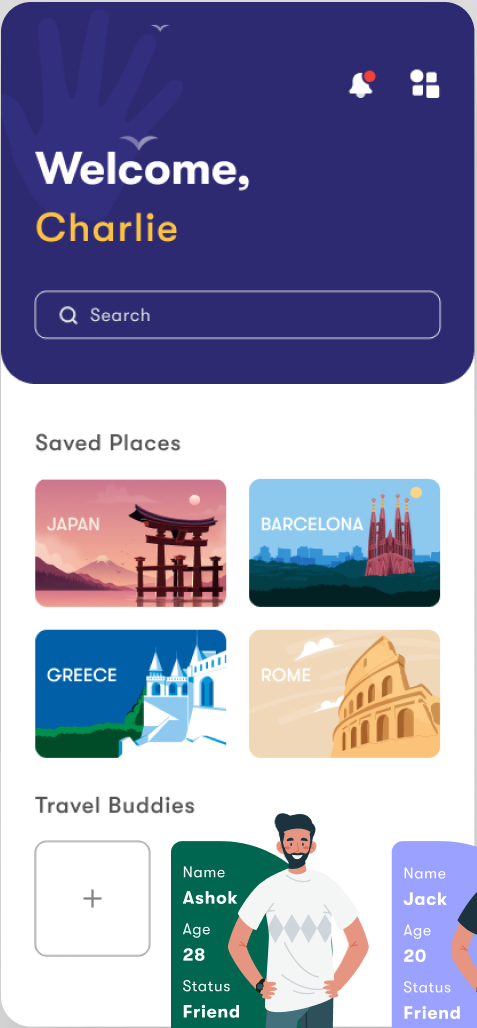 Welcome,
Charlie
Search
Saved Places
JAPAN
BARCELONA
GREECE
ROME
Travel Buddies
+
Name
Ashok
Age
28
Status
Friend
Name
Jack
Age
20
Status
Friend